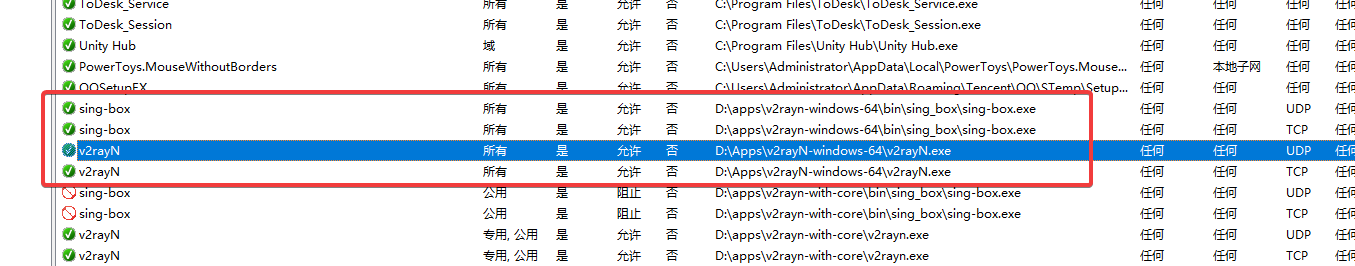 ToDesk_Service 所有 是 允许 否 C:\Program Files\ToDesk\ToDesk_Service.exe 任何 任何 任何
ToDesk_Session 所有 是 允许 否 C:\Program Files\ToDesk\ToDesk_Session.exe 任何 任何 任何
Unity Hub 域 是 允许 否 C:\Program Files\Unity Hub\Unity Hub.exe 任何 任何 任何
PowerToys.MouseWithoutBorders 所有 是 允许 否 C:\Users\Administrator\AppData\Local\PowerToys\PowerToys.Mouse... 任何 本地子网 任何
QQSetupEX 所有 是 允许 否 C:\Users\Administrator\AppData\Roaming\Tencent\QQ\STemp\Setup... 任何 任何 任何
sing-box 所有 是 允许 否 D:\apps\v2rayn-windows-64\bin\sing_box\sing-box.exe 任何 任何 UDP
sing-box 所有 是 允许 否 D:\apps\v2rayn-windows-64\bin\sing_box\sing-box.exe 任何 任何 TCP
v2rayN 所有 是 允许 否 D:\Apps\v2rayN-windows-64\v2rayN.exe 任何 任何 UDP
v2rayN 所有 是 允许 否 D:\Apps\v2rayN-windows-64\v2rayN.exe 任何 任何 TCP
sing-box 公用 是 阻止 否 D:\apps\v2rayn-with-core\bin\sing_box\sing-box.exe 任何 任何 UDP
sing-box 公用 是 阻止 否 D:\apps\v2rayn-with-core\bin\sing_box\sing-box.exe 任何 任何 TCP
v2rayN 专用, 公用 是 允许 否 D:\apps\v2rayn-with-core\v2rayn.exe 任何 任何 UDP
v2rayN 专用, 公用 是 允许 否 D:\apps\v2rayn-with-core\v2rayn.exe 任何 任何 TCP